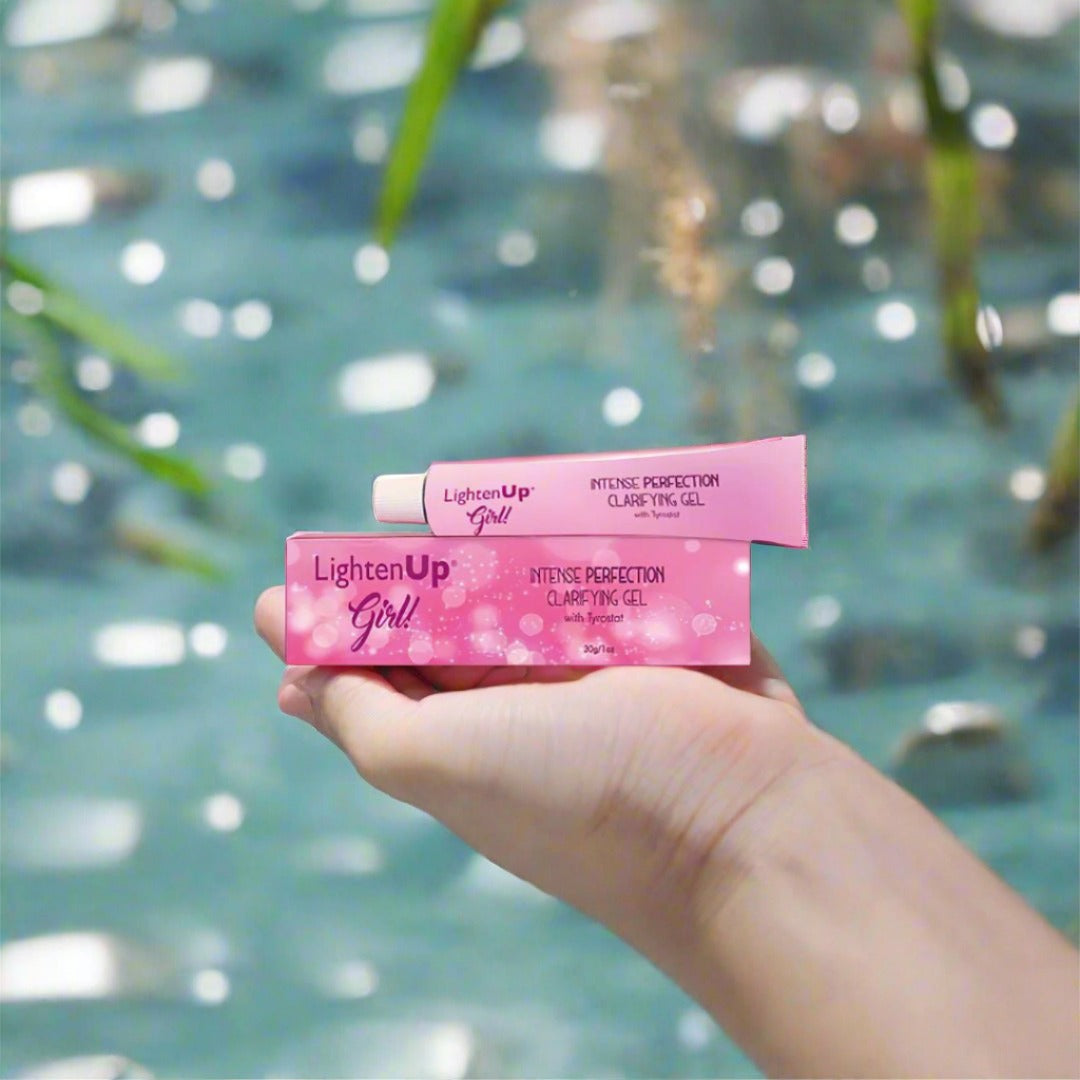 LightenUp®
Girl!
INTENSE PERFECTION
CLARIFYING GEL
with Tyrostat
LightenUp®
Girl!
INTENSE PERFECTION
CLARIFYING GEL
with Tyrostat
30g/1oz